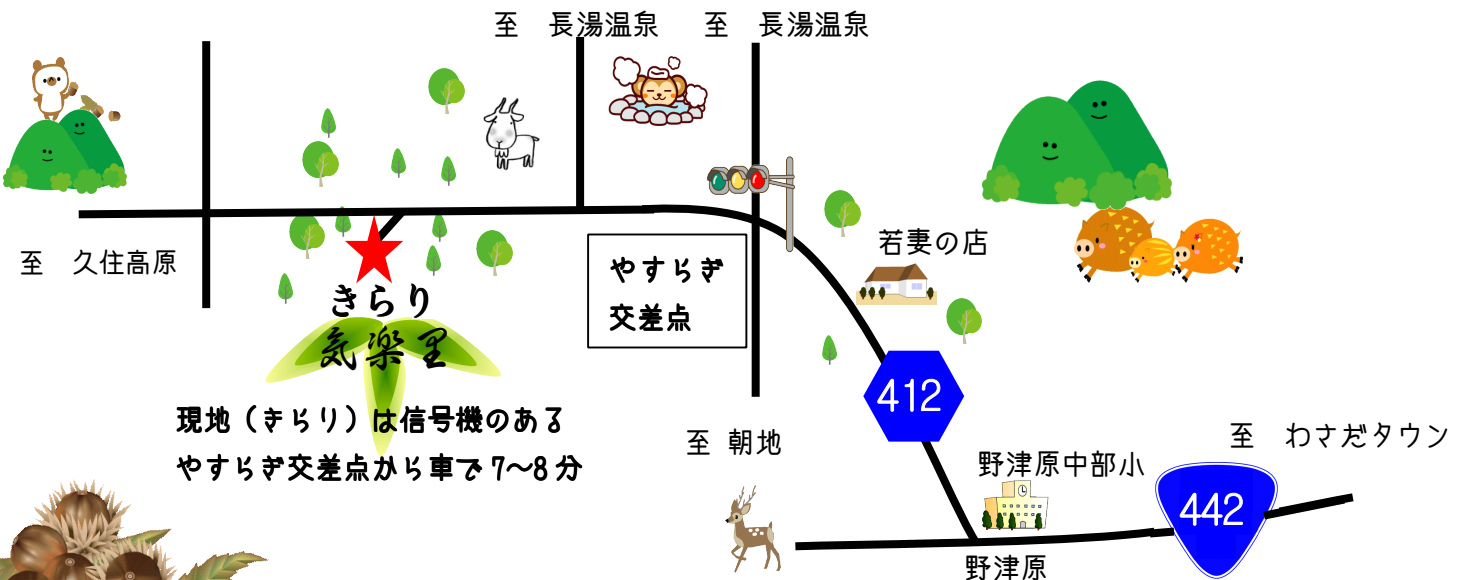 至　長湯温泉
至　長湯温泉
至　久住高原
若妻の店
やすらぎ
交差点
きらり
気楽里
412
現地（きらり）は信号機のある
やすらぎ交差点から車で7～8分
至 朝地
至　わさだタウン
野津原中部小
442
野津原